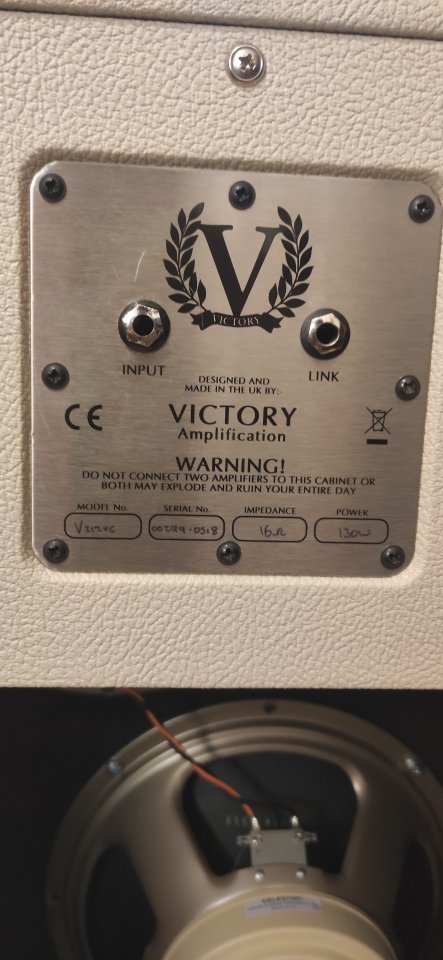 V
VICTORY
INPUT
LINK
DESIGNED AND
MADE IN THE UK BY:-
CE
VICTORY
Amplification
WARNING!
DO NOT CONNECT TWO AMPLIFIERS TO THIS CABINET OR
BOTH MAY EXPLODE AND RUIN YOUR ENTIRE DAY
MODEL No. SERIAL No. IMPEDANCE POWER
V212VC 00299-0518 16Ω 130W
CELESTION